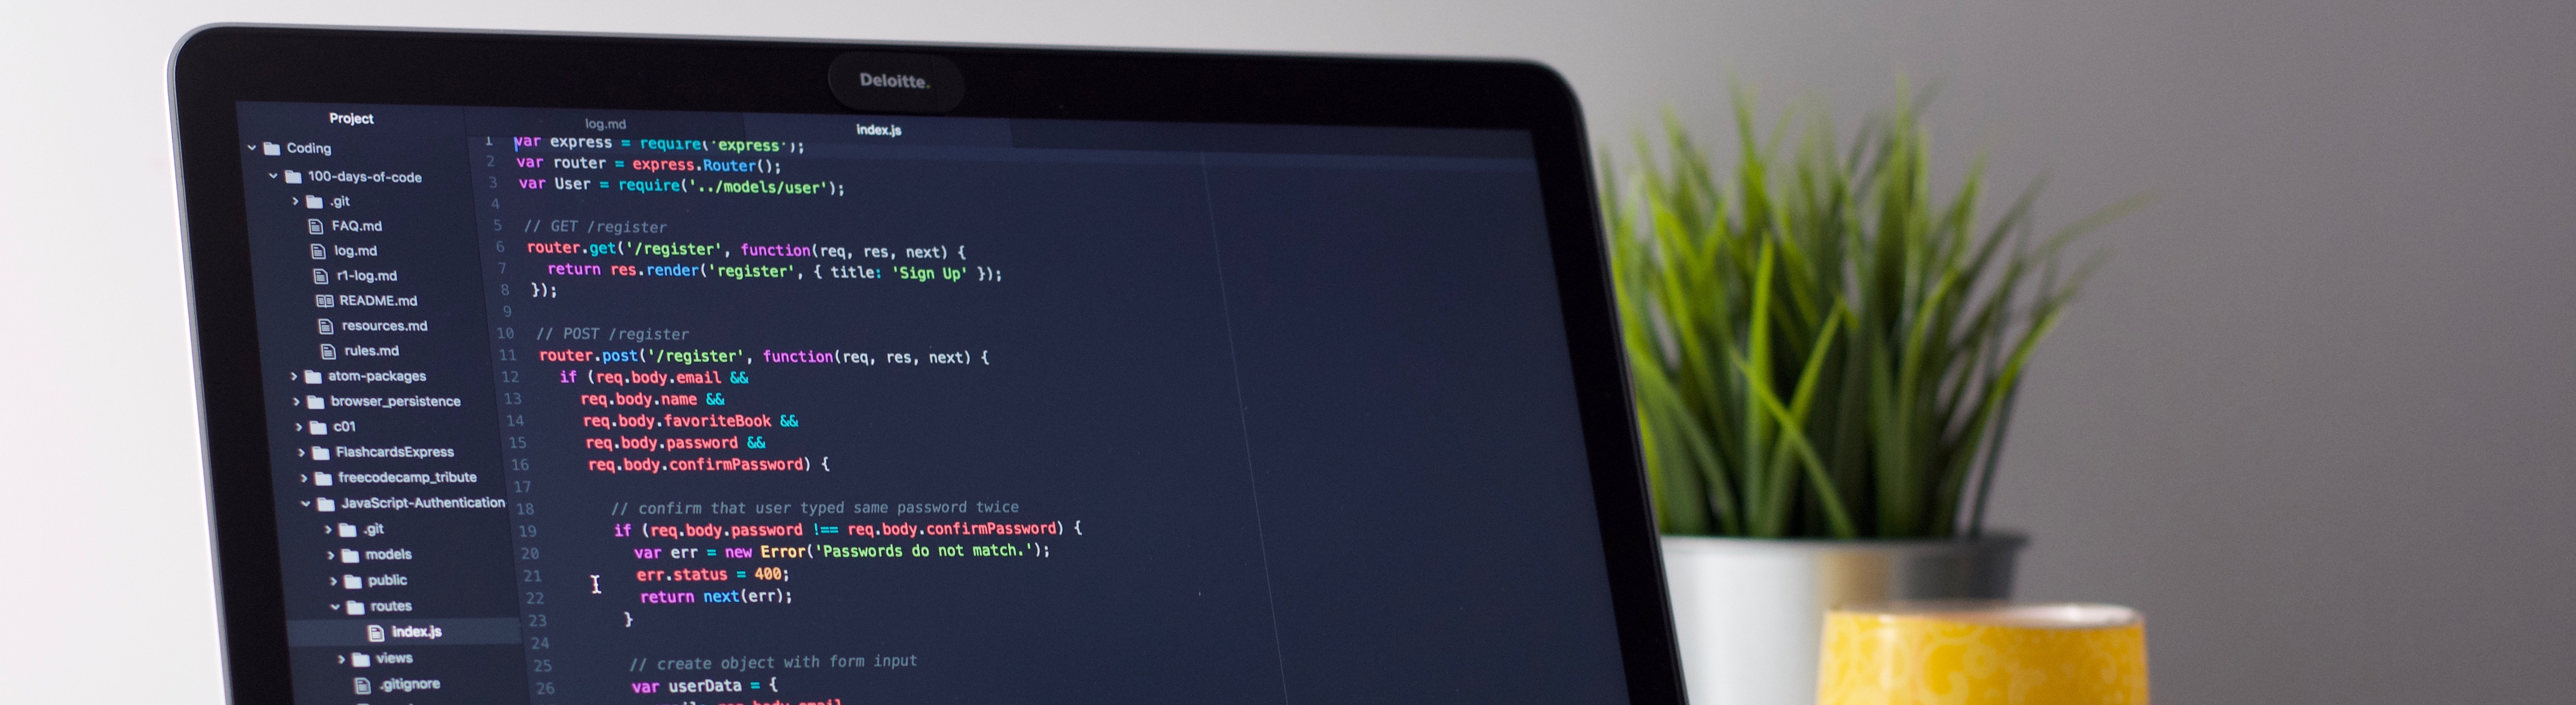 Deloitte.
Project
Coding
100-days-of-code
.git
FAQ.md
log.md
r1-log.md
README.md
resources.md
rules.md
atom-packages
browser_persistence
c01
FlashcardsExpress
freecodecamp_tribute
JavaScript-Authentication
.git
models
public
routes
index.js
views
.gitignore
log.md
index.js
1 var express = require('express');
2 var router = express.Router();
3 var User = require('../models/user');
4
5 // GET /register
6 router.get('/register', function(req, res, next) {
7 return res.render('register', { title: 'Sign Up' });
8 });
9
10 // POST /register
11 router.post('/register', function(req, res, next) {
12 if (req.body.email &&
13 req.body.name &&
14 req.body.favoriteBook &&
15 req.body.password &&
16 req.body.confirmPassword) {
17
18 // confirm that user typed same password twice
19 if (req.body.password !== req.body.confirmPassword) {
20 var err = new Error('Passwords do not match.');
21 err.status = 400;
22 return next(err);
23 }
24
25 // create object with form input
26 var userData = {